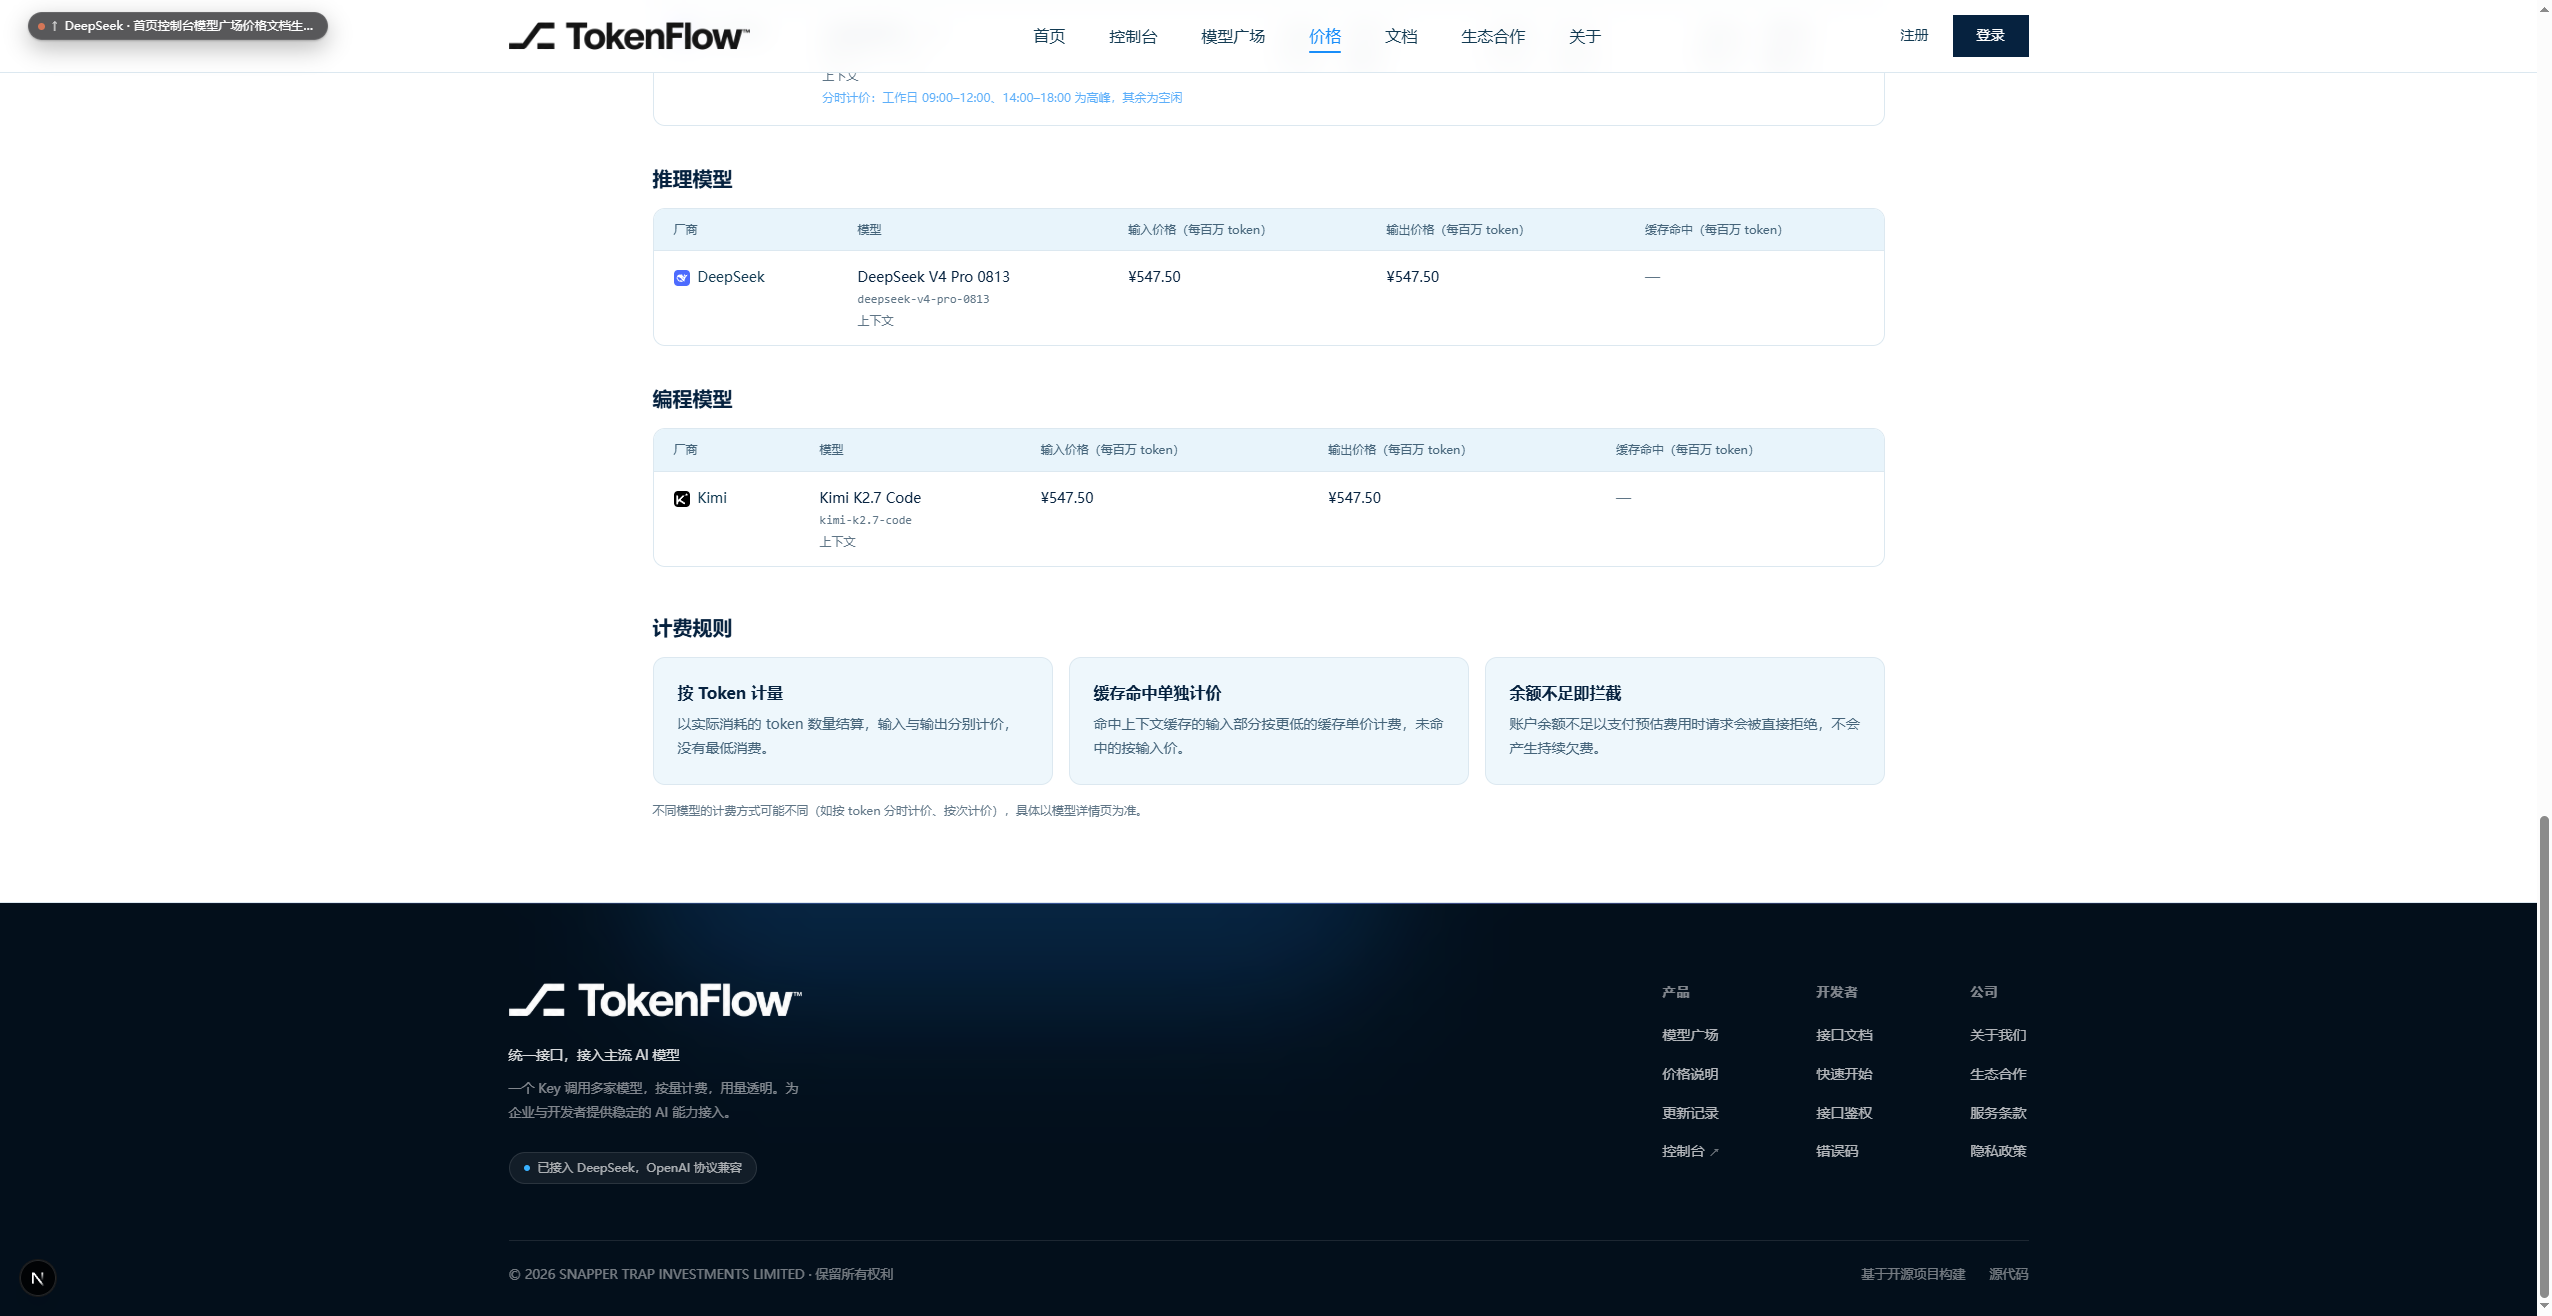 ↑ DeepSeek · 首页控制台模型广场价格文档生...
TokenFlow™
首页 控制台 模型广场 价格 文档 生态合作 关于
注册 登录
上下文
分时计价：工作日 09:00–12:00、14:00–18:00 为高峰，其余为空闲
推理模型
厂商 模型 输入价格（每百万 token） 输出价格（每百万 token） 缓存命中（每百万 token）
DeepSeek DeepSeek V4 Pro 0813 ¥547.50 ¥547.50 —
deepseek-v4-pro-0813
上下文
编程模型
厂商 模型 输入价格（每百万 token） 输出价格（每百万 token） 缓存命中（每百万 token）
Kimi Kimi K2.7 Code ¥547.50 ¥547.50 —
kimi-k2.7-code
上下文
计费规则
按 Token 计量
以实际消耗的 token 数量结算，输入与输出分别计价，
没有最低消费。
缓存命中单独计价
命中上下文缓存的输入部分按更低的缓存单价计费，未命
中的按输入价。
余额不足即拦截
账户余额不足以支付预估费用时请求会被直接拒绝，不会
产生持续欠费。
不同模型的计费方式可能不同（如按 token 分时计价、按次计价），具体以模型详情页为准。
TokenFlow™
统一接口，接入主流 AI 模型
一个 Key 调用多家模型，按量计费，用量透明。为
企业与开发者提供稳定的 AI 能力接入。
已接入 DeepSeek，OpenAI 协议兼容
产品
模型广场
价格说明
更新记录
控制台 ↗
开发者
接口文档
快速开始
接口鉴权
错误码
公司
关于我们
生态合作
服务条款
隐私政策
N
© 2026 SNAPPER TRAP INVESTMENTS LIMITED · 保留所有权利
基于开源项目构建 源代码